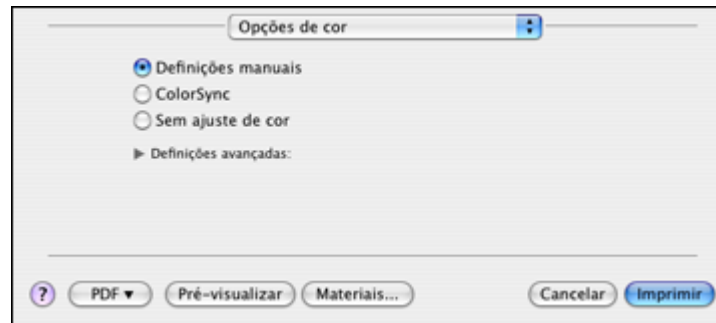 Opções de cor
Definições manuais
ColorSync
Sem ajuste de cor
Definições avançadas:
? PDF Pré-visualizar Materiais... Cancelar Imprimir